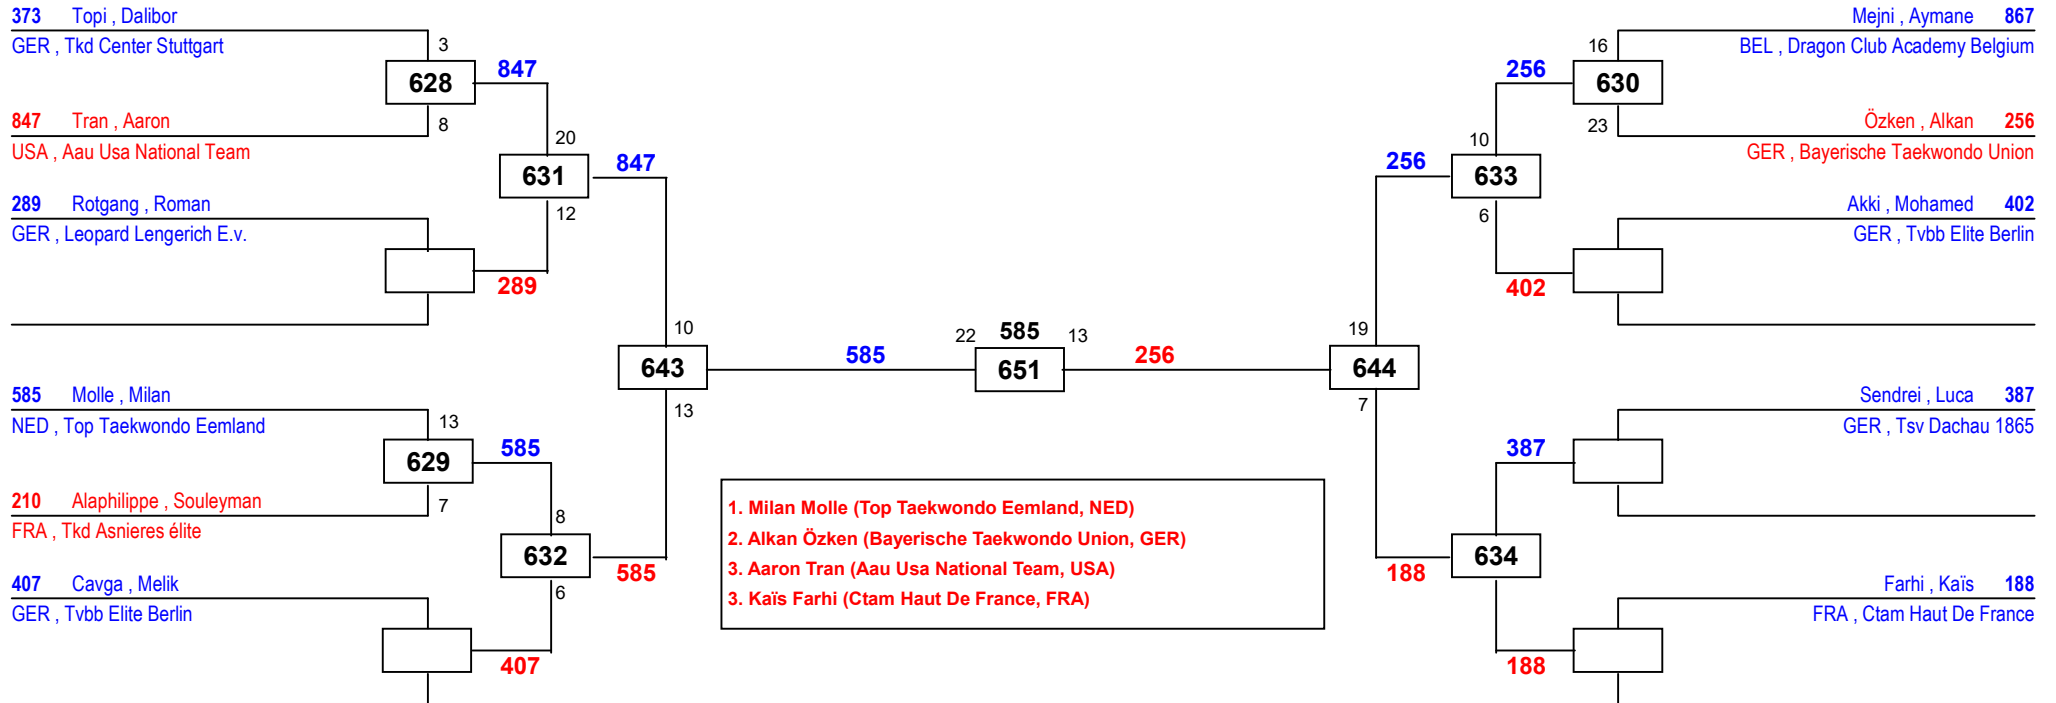 373 Topi , Dalibor
GER , Tkd Center Stuttgart
3
628
847
8
847 Tran , Aaron
USA , Aau Usa National Team
20
631
847
12
289 Rotgang , Roman
GER , Leopard Lengerich E.v.
289
10
643
13
585 Molle , Milan
NED , Top Taekwondo Eemland
13
629
585
7
210 Alaphilippe , Souleyman
FRA , Tkd Asnieres élite
8
632
585
6
407 Cavga , Melik
GER , Tvbb Elite Berlin
407
585
22 585 13
651
256
1. Milan Molle (Top Taekwondo Eemland, NED)
2. Alkan Özken (Bayerische Taekwondo Union, GER)
3. Aaron Tran (Aau Usa National Team, USA)
3. Kaïs Farhi (Ctam Haut De France, FRA)
Mejni , Aymane 867
BEL , Dragon Club Academy Belgium
16
256
630
23
Özken , Alkan 256
GER , Bayerische Taekwondo Union
10
256
633
6
Akki , Mohamed 402
GER , Tvbb Elite Berlin
402
19
644
7
Sendrei , Luca 387
GER , Tsv Dachau 1865
387
634
188
Farhi , Kaïs 188
FRA , Ctam Haut De France
188